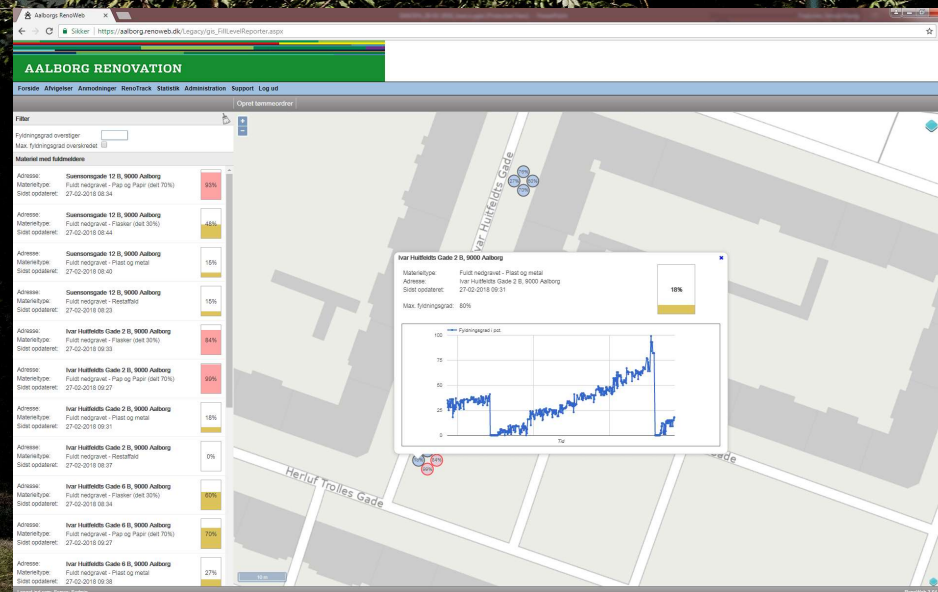 Aalborgs RenoWeb
Sikker | https://aalborg.renoweb.dk/Legacy/gis_FillLevelReporter.aspx
AALBORG RENOVATION
Forside Afvigelser Anmodninger RenoTrack Statistik Administration Support Log ud
Opret tømmeordrer
Filter
Fyldningsgrad overstiger
Max. fyldningsgrad overskredet
Materiel med fuldmeldere
Adresse: Suensonsgade 12 B, 9000 Aalborg
Materieltype: Fuldt nedgravet - Pap og Papir (delt 70%)
Sidst opdateret: 27-02-2018 08:34
93%
Adresse: Suensonsgade 12 B, 9000 Aalborg
Materieltype: Fuldt nedgravet - Flasker (delt 30%)
Sidst opdateret: 27-02-2018 08:44
48%
Adresse: Suensonsgade 12 B, 9000 Aalborg
Materieltype: Fuldt nedgravet - Plast og metal
Sidst opdateret: 27-02-2018 08:40
15%
Adresse: Suensonsgade 12 B, 9000 Aalborg
Materieltype: Fuldt nedgravet - Restaffald
Sidst opdateret: 27-02-2018 08:23
15%
Adresse: Ivar Huitfeldts Gade 2 B, 9000 Aalborg
Materieltype: Fuldt nedgravet - Flasker (delt 30%)
Sidst opdateret: 27-02-2018 09:33
84%
Adresse: Ivar Huitfeldts Gade 2 B, 9000 Aalborg
Materieltype: Fuldt nedgravet - Pap og Papir (delt 70%)
Sidst opdateret: 27-02-2018 09:27
99%
Adresse: Ivar Huitfeldts Gade 2 B, 9000 Aalborg
Materieltype: Fuldt nedgravet - Plast og metal
Sidst opdateret: 27-02-2018 09:31
18%
Adresse: Ivar Huitfeldts Gade 2 B, 9000 Aalborg
Materieltype: Fuldt nedgravet - Restaffald
Sidst opdateret: 27-02-2018 08:37
0%
Adresse: Ivar Huitfeldts Gade 6 B, 9000 Aalborg
Materieltype: Fuldt nedgravet - Flasker (delt 30%)
Sidst opdateret: 27-02-2018 08:34
60%
Adresse: Ivar Huitfeldts Gade 6 B, 9000 Aalborg
Materieltype: Fuldt nedgravet - Pap og Papir (delt 70%)
Sidst opdateret: 27-02-2018 09:27
70%
Adresse: Ivar Huitfeldts Gade 6 B, 9000 Aalborg
Materieltype: Fuldt nedgravet - Plast og metal
Sidst opdateret: 27-02-2018 09:38
27%
var Huitfeldts Gade
27%
Ivar Huitfeldts Gade 2 B, 9000 Aalborg
Materieltype: Fuldt nedgravet - Plast og metal
Adresse: Ivar Huitfeldts Gade 2 B, 9000 Aalborg
Sidst opdateret: 27-02-2018 09:31
Max. fyldningsgrad: 80%
18%
Fyldningsgrad i pct
100
75
50
25
0
Tid
84%
99%
Herluf Trolles Gade
ade